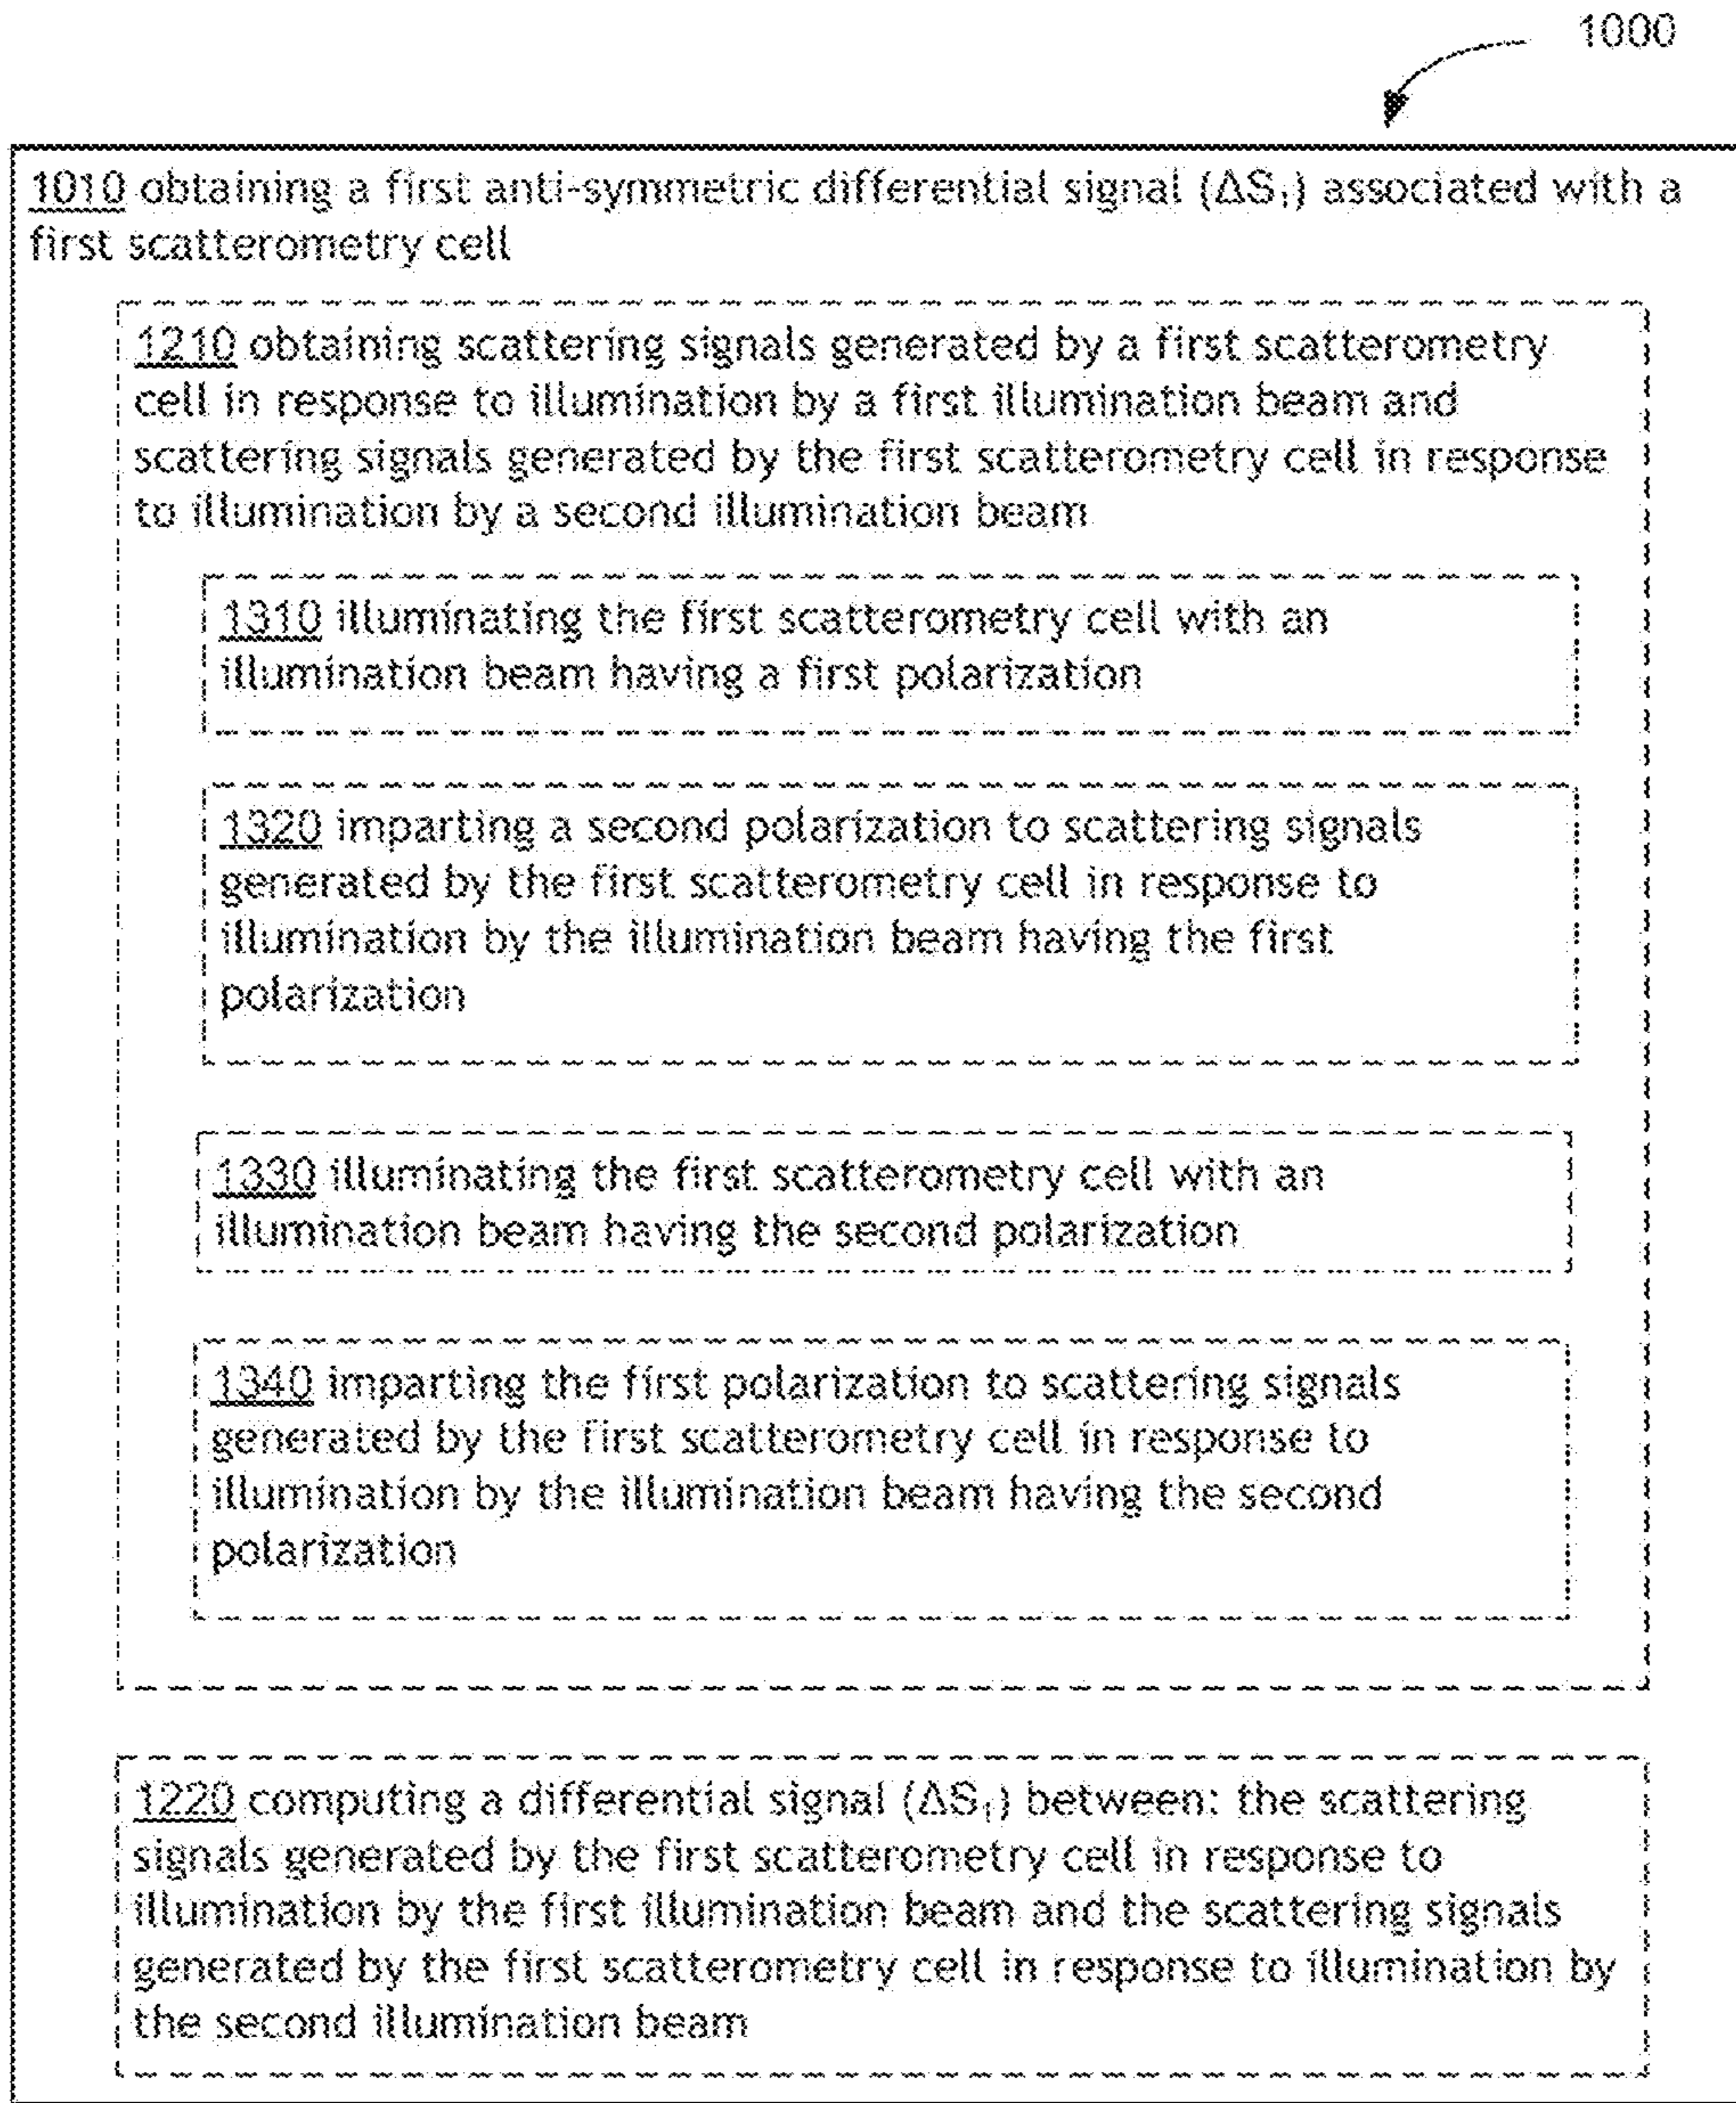 1000
1010 obtaining a first anti-symmetric differential signal (ΔS₁) associated with a
first scatterometry cell
1210 obtaining scattering signals generated by a first scatterometry
cell in response to illumination by a first illumination beam and
scattering signals generated by the first scatterometry cell in response
to illumination by a second illumination beam
1310 illuminating the first scatterometry cell with an
illumination beam having a first polarization
1320 imparting a second polarization to scattering signals
generated by the first scatterometry cell in response to
illumination by the illumination beam having the first
polarization
1330 illuminating the first scatterometry cell with an
illumination beam having the second polarization
1340 imparting the first polarization to scattering signals
generated by the first scatterometry cell in response to
illumination by the illumination beam having the second
polarization
1220 computing a differential signal (ΔS₁) between: the scattering
signals generated by the first scatterometry cell in response to
illumination by the first illumination beam and the scattering signals
generated by the first scatterometry cell in response to illumination by
the second illumination beam